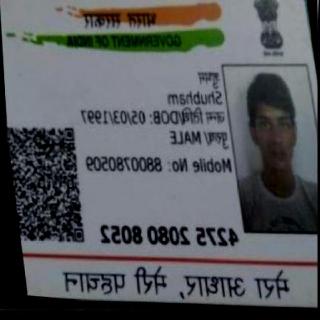 भारत सरकार
GOVERNMENT OF INDIA
शुभम
Shubham
जन्म तिथि/DOB: 05/03/1997
पुरुष/ MALE
Mobile No: 8800780509
4275 2080 8052
मेरा आधार, मेरी पहचान